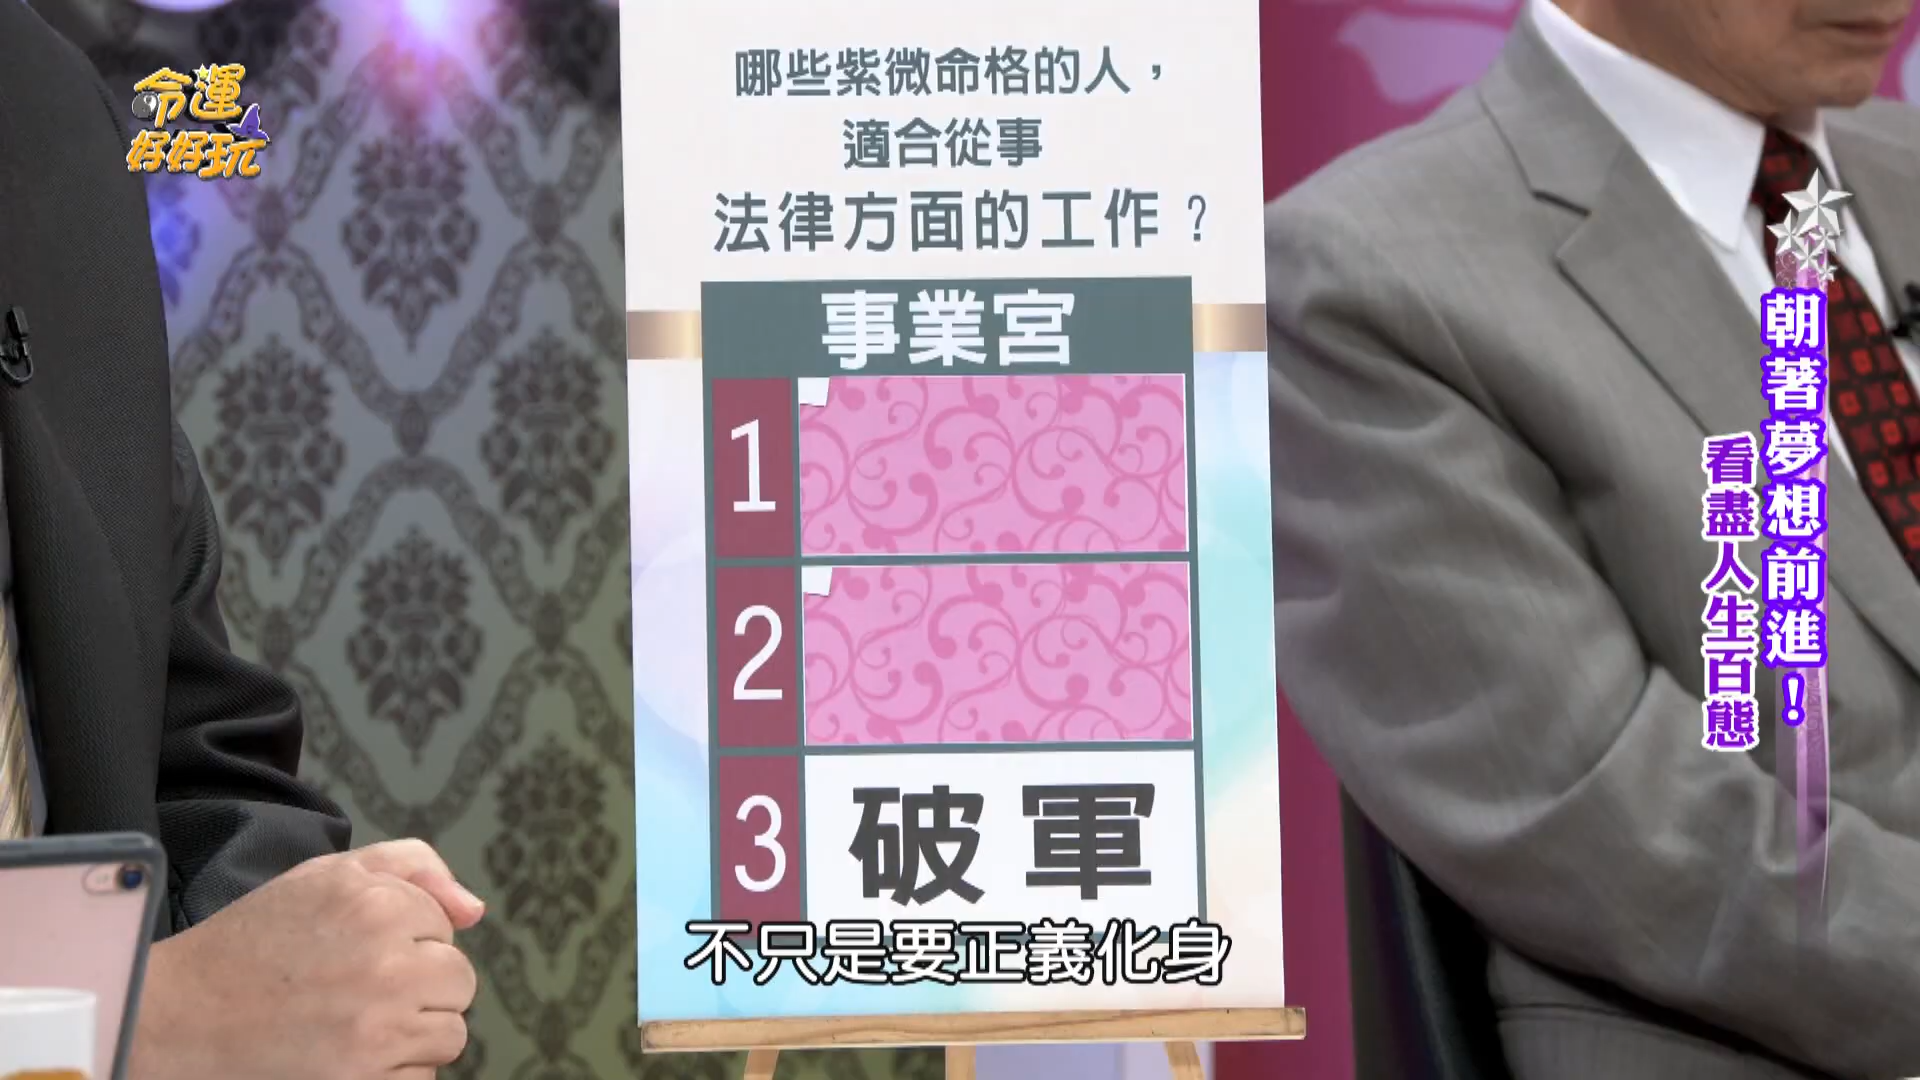 命運
好好玩
哪些紫微命格的人，
適合從事
法律方面的工作？
事業宮
1
2
3
破軍
不只是要正義化身
朝著夢想前進！
看盡人生百態